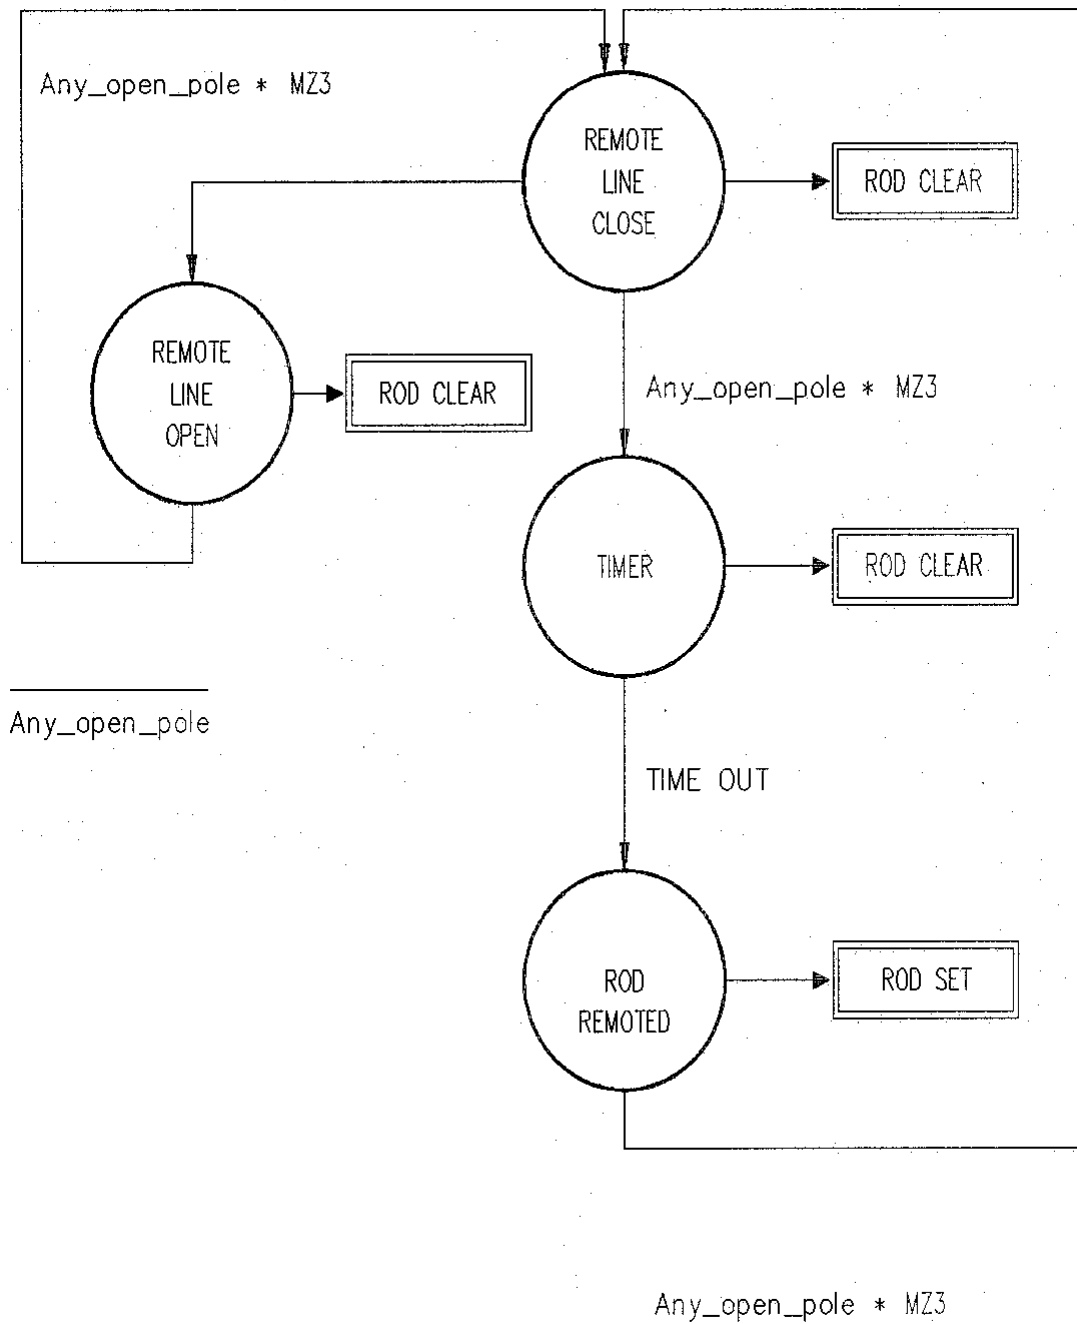 Any_open_pole * MZ3
REMOTE
LINE
CLOSE
ROD CLEAR
REMOTE
LINE
OPEN
ROD CLEAR
Any_open_pole * MZ3
TIMER
ROD CLEAR
Any_open_pole
TIME OUT
ROD
REMOTED
ROD SET
Any_open_pole * MZ3